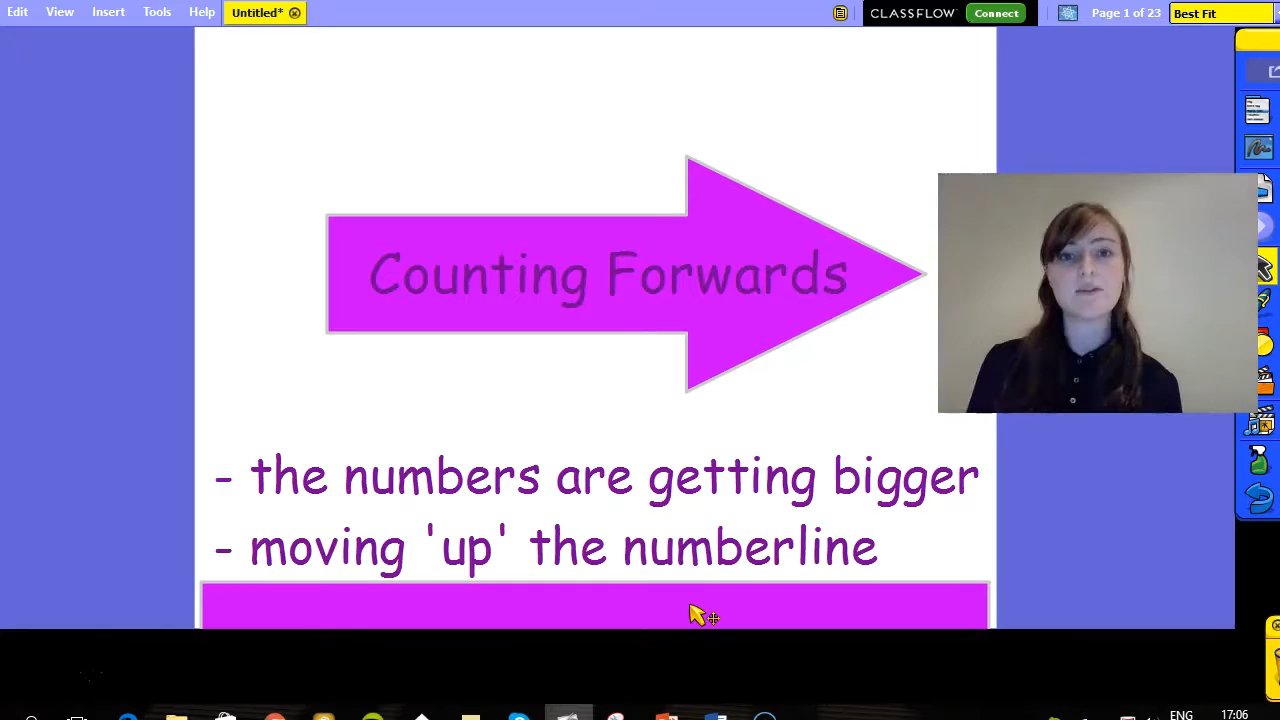 Edit View Insert Tools Help Untitled* CLASSFLOW Connect Page 1 of 23 Best Fit
Counting Forwards
- the numbers are getting bigger
- moving 'up' the numberline
ENG 17:06